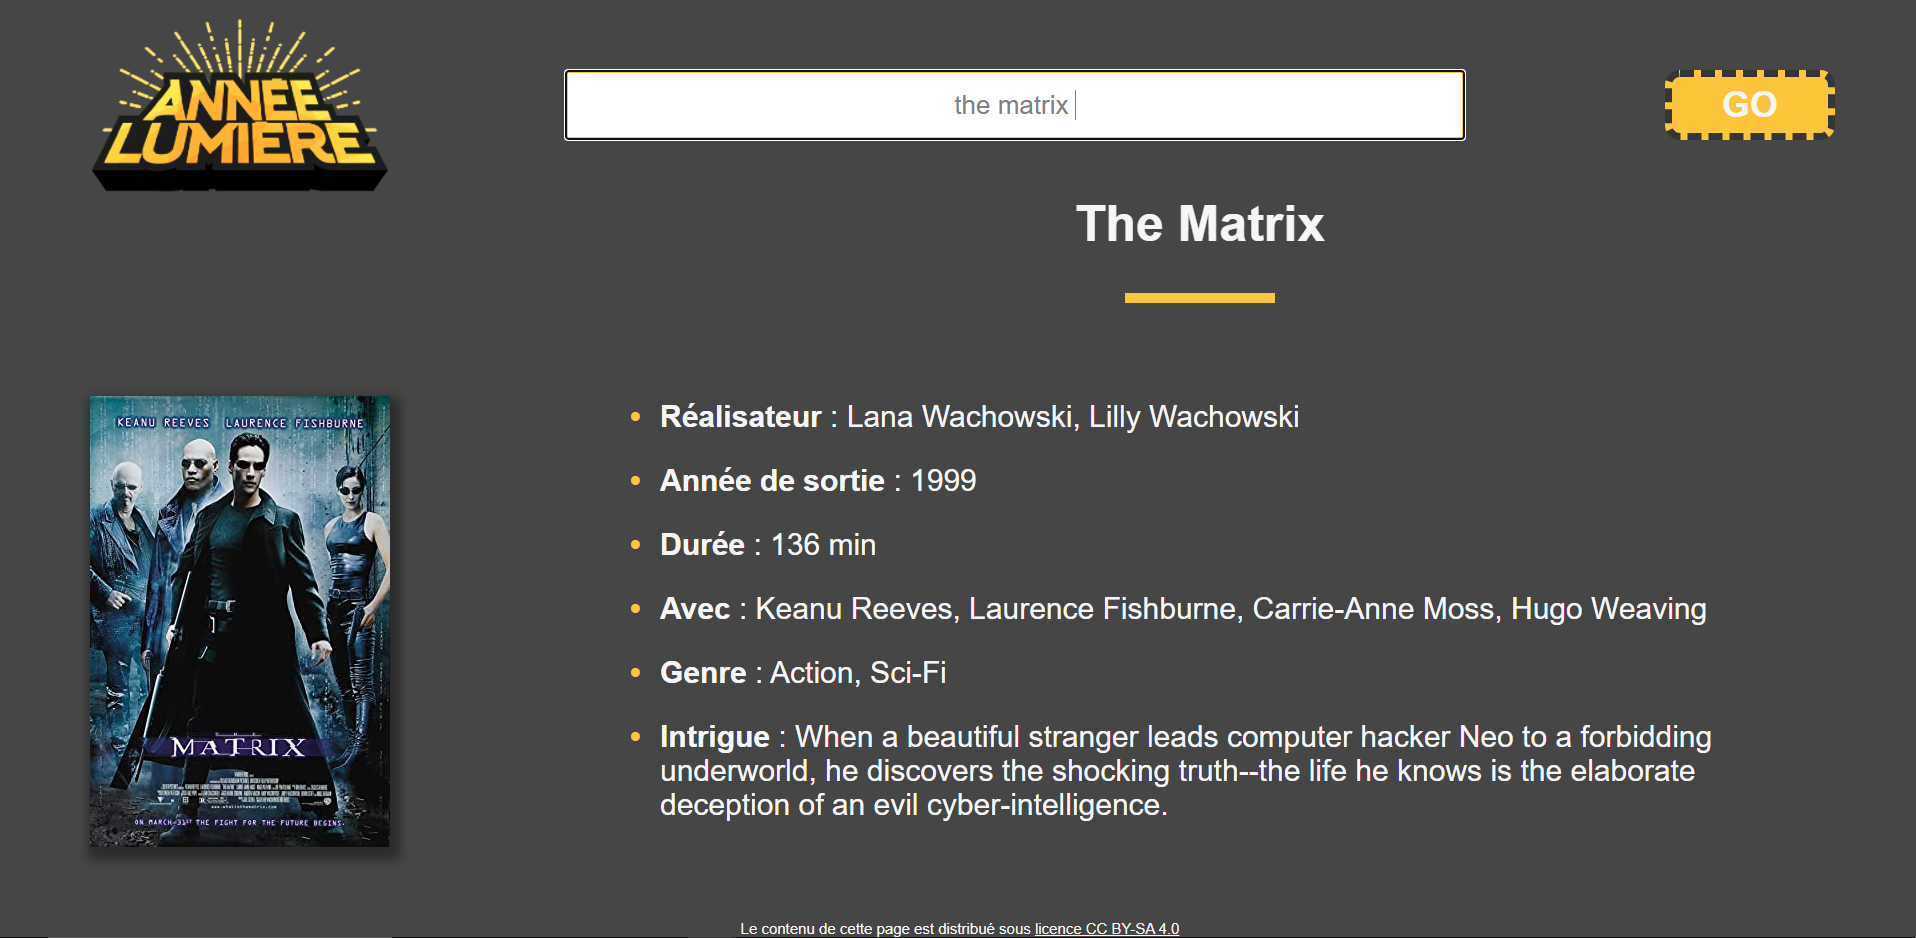 ANNÉE
LUMIÈRE
the matrix
GO
The Matrix
KEANU REEVES LAURENCE FISHBURNE
THE
MATRIX
ON MARCH 31ST THE FIGHT FOR THE FUTURE BEGINS.
• Réalisateur : Lana Wachowski, Lilly Wachowski
• Année de sortie : 1999
• Durée : 136 min
• Avec : Keanu Reeves, Laurence Fishburne, Carrie-Anne Moss, Hugo Weaving
• Genre : Action, Sci-Fi
• Intrigue : When a beautiful stranger leads computer hacker Neo to a forbidding
underworld, he discovers the shocking truth--the life he knows is the elaborate
deception of an evil cyber-intelligence.
Le contenu de cette page est distribué sous licence CC BY-SA 4.0